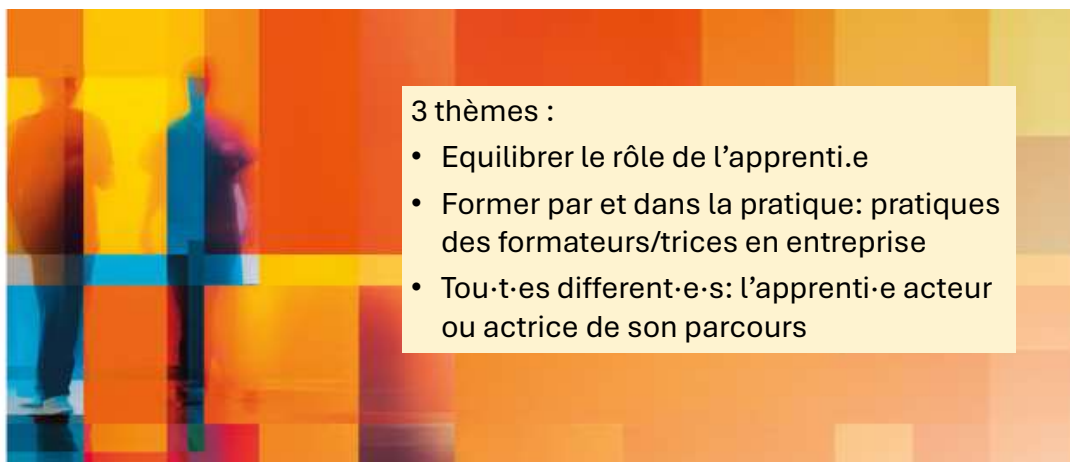 3 thèmes :
• Equilibrer le rôle de l'apprenti.e
• Former par et dans la pratique: pratiques
des formateurs/trices en entreprise
• Tou·t·es different·e·s: l'apprenti·e acteur
ou actrice de son parcours